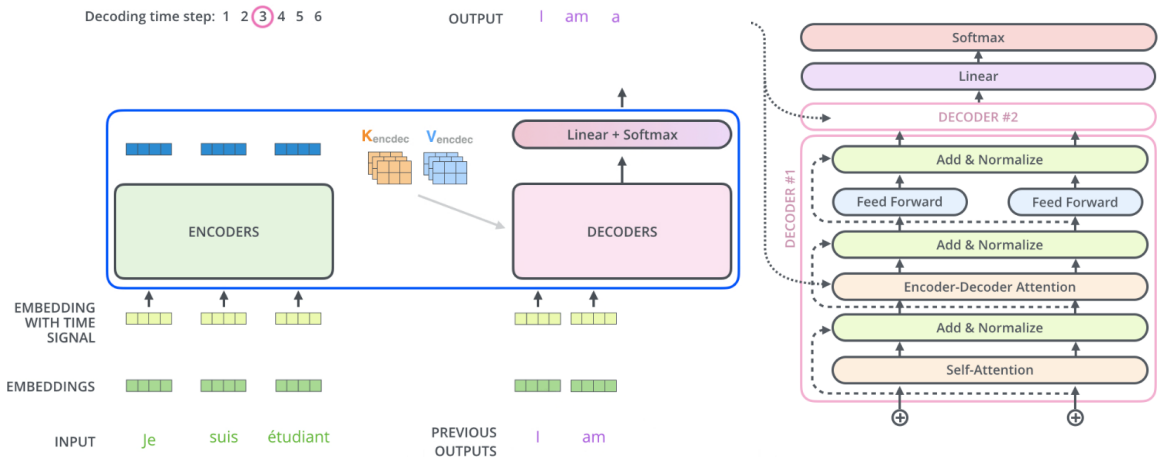 Decoding time step: 1 2 3 4 5 6
OUTPUT I am a
K encdec
V encdec
Linear + Softmax
ENCODERS
DECODERS
EMBEDDING
WITH TIME
SIGNAL
EMBEDDINGS
INPUT Je suis étudiant
PREVIOUS
OUTPUTS
I am
Softmax
Linear
DECODER #2
DECODER #1
Add & Normalize
Feed Forward Feed Forward
Add & Normalize
Encoder-Decoder Attention
Add & Normalize
Self-Attention